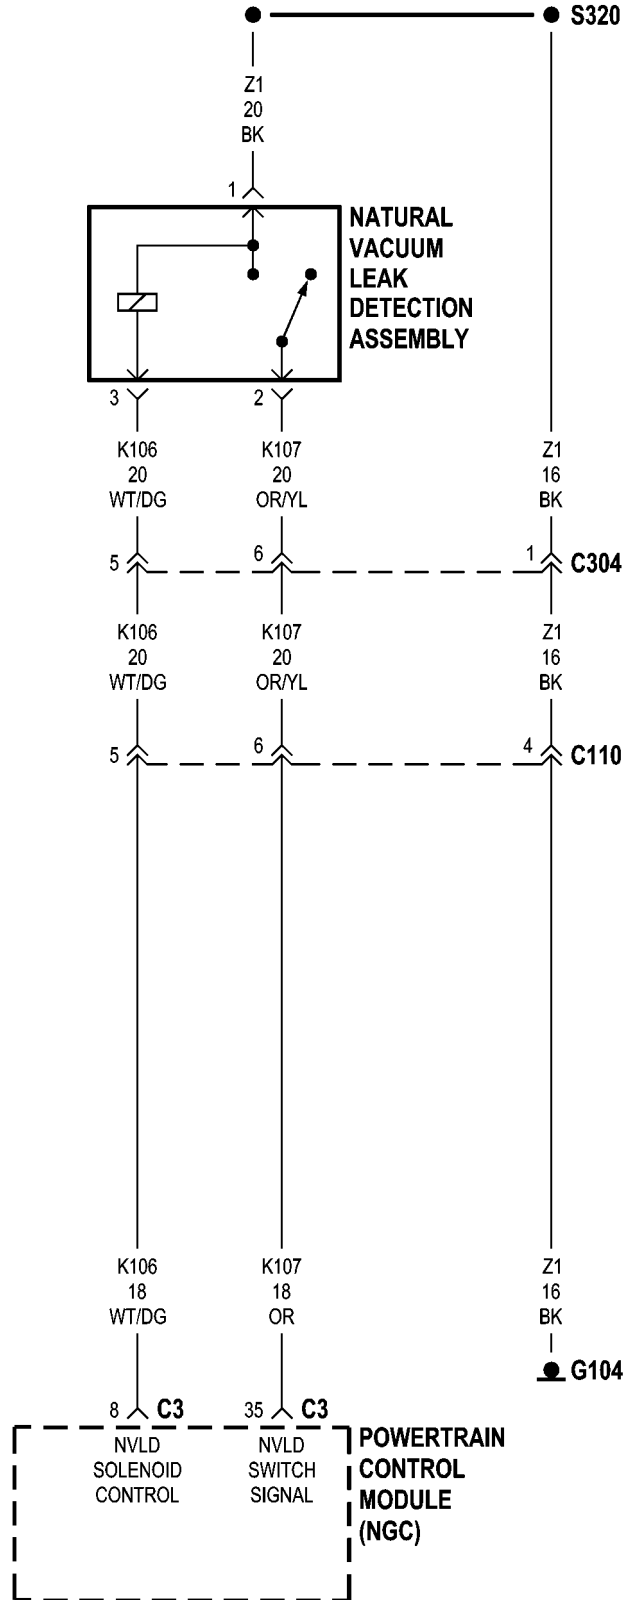 S320
Z1
20
BK
1
NATURAL
VACUUM
LEAK
DETECTION
ASSEMBLY
3
2
K106
20
WT/DG
K107
20
OR/YL
Z1
16
BK
5
6
1
C304
K106
20
WT/DG
K107
20
OR/YL
Z1
16
BK
5
6
4
C110
K106
18
WT/DG
K107
18
OR
Z1
16
BK
G104
8
C3
35
C3
NVLD
SOLENOID
CONTROL
NVLD
SWITCH
SIGNAL
POWERTRAIN
CONTROL
MODULE
(NGC)